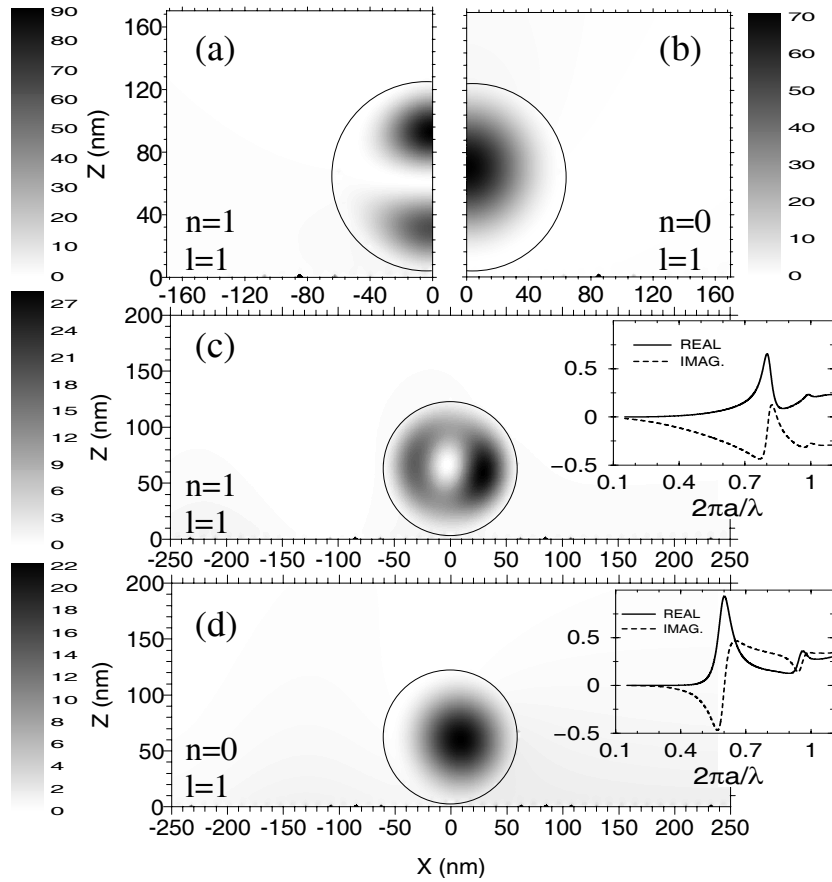 90
80
70
60
50
40
30
20
10
0
Z (nm)
160
120
80
40
0
(a)
n=1
l=1
-160 -120 -80 -40 0
(b)
n=0
l=1
0 40 80 120 160
70
60
50
40
30
20
10
0
27
24
21
18
15
12
9
6
3
0
Z (nm)
200
150
100
50
0
(c)
n=1
l=1
-250 -200 -150 -100 -50 0 50 100 150 200 250
REAL
IMAG.
0.5
0
−0.5
0.1 0.4 0.7 1
2πa/λ
22
20
18
16
14
12
10
8
6
4
2
0
Z (nm)
200
150
100
50
0
(d)
n=0
l=1
-250 -200 -150 -100 -50 0 50 100 150 200 250
X (nm)
REAL
IMAG.
0.5
0
−0.5
0.1 0.4 0.7 1
2πa/λ